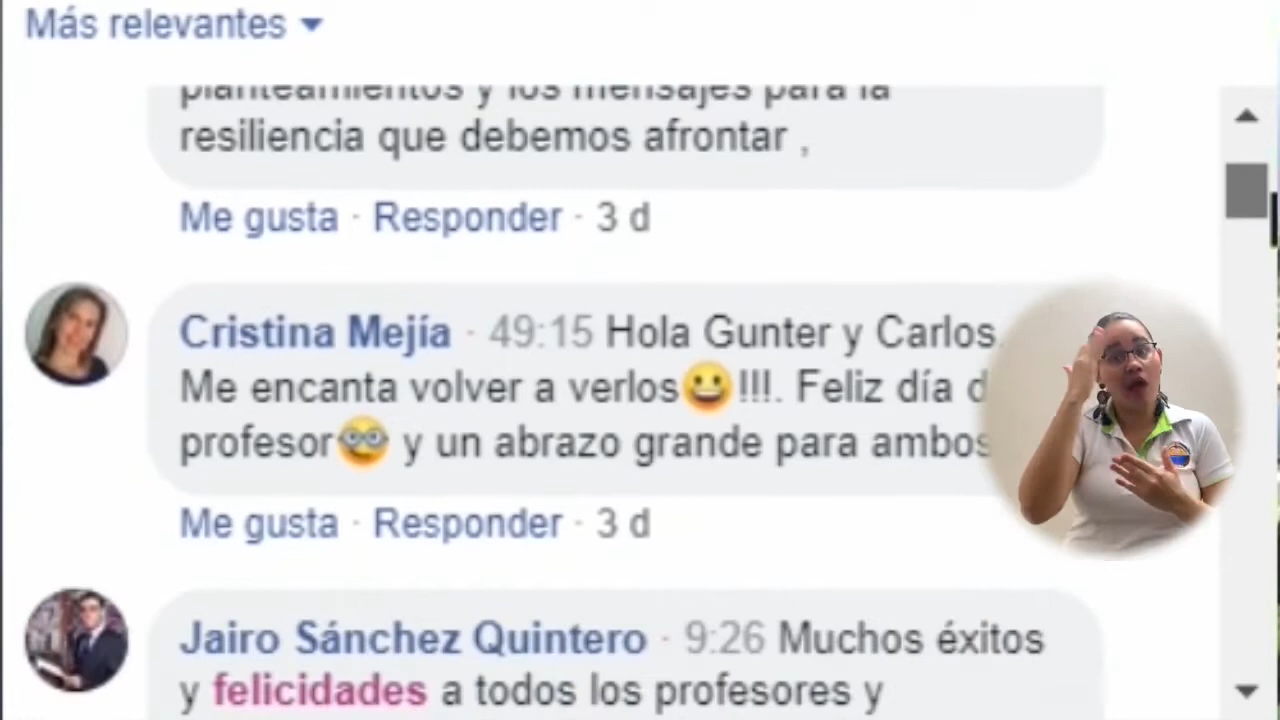 Más relevantes
planteamientos y los mensajes para la
resiliencia que debemos afrontar ,
Me gusta · Responder · 3 d
Cristina Mejía · 49:15 Hola Gunter y Carlos.
Me encanta volver a verlos😀!!!. Feliz día d
profesor🤓 y un abrazo grande para ambos
Me gusta · Responder · 3 d
Jairo Sánchez Quintero · 9:26 Muchos éxitos
y felicidades a todos los profesores y